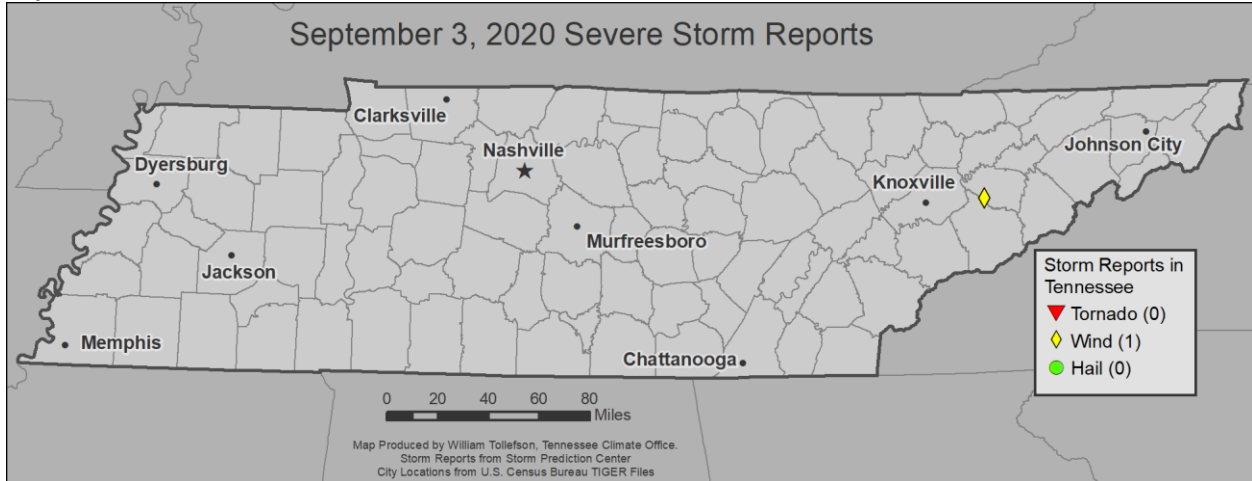 September 3, 2020 Severe Storm Reports
Clarksville
Nashville
Dyersburg
Johnson City
Knoxville
Murfreesboro
Jackson
Memphis
Chattanooga
Storm Reports in
Tennessee
Tornado (0)
Wind (1)
Hail (0)
0 20 40 60 80
Miles
Map Produced by William Tollefson, Tennessee Climate Office.
Storm Reports from Storm Prediction Center
City Locations from U.S. Census Bureau TIGER Files